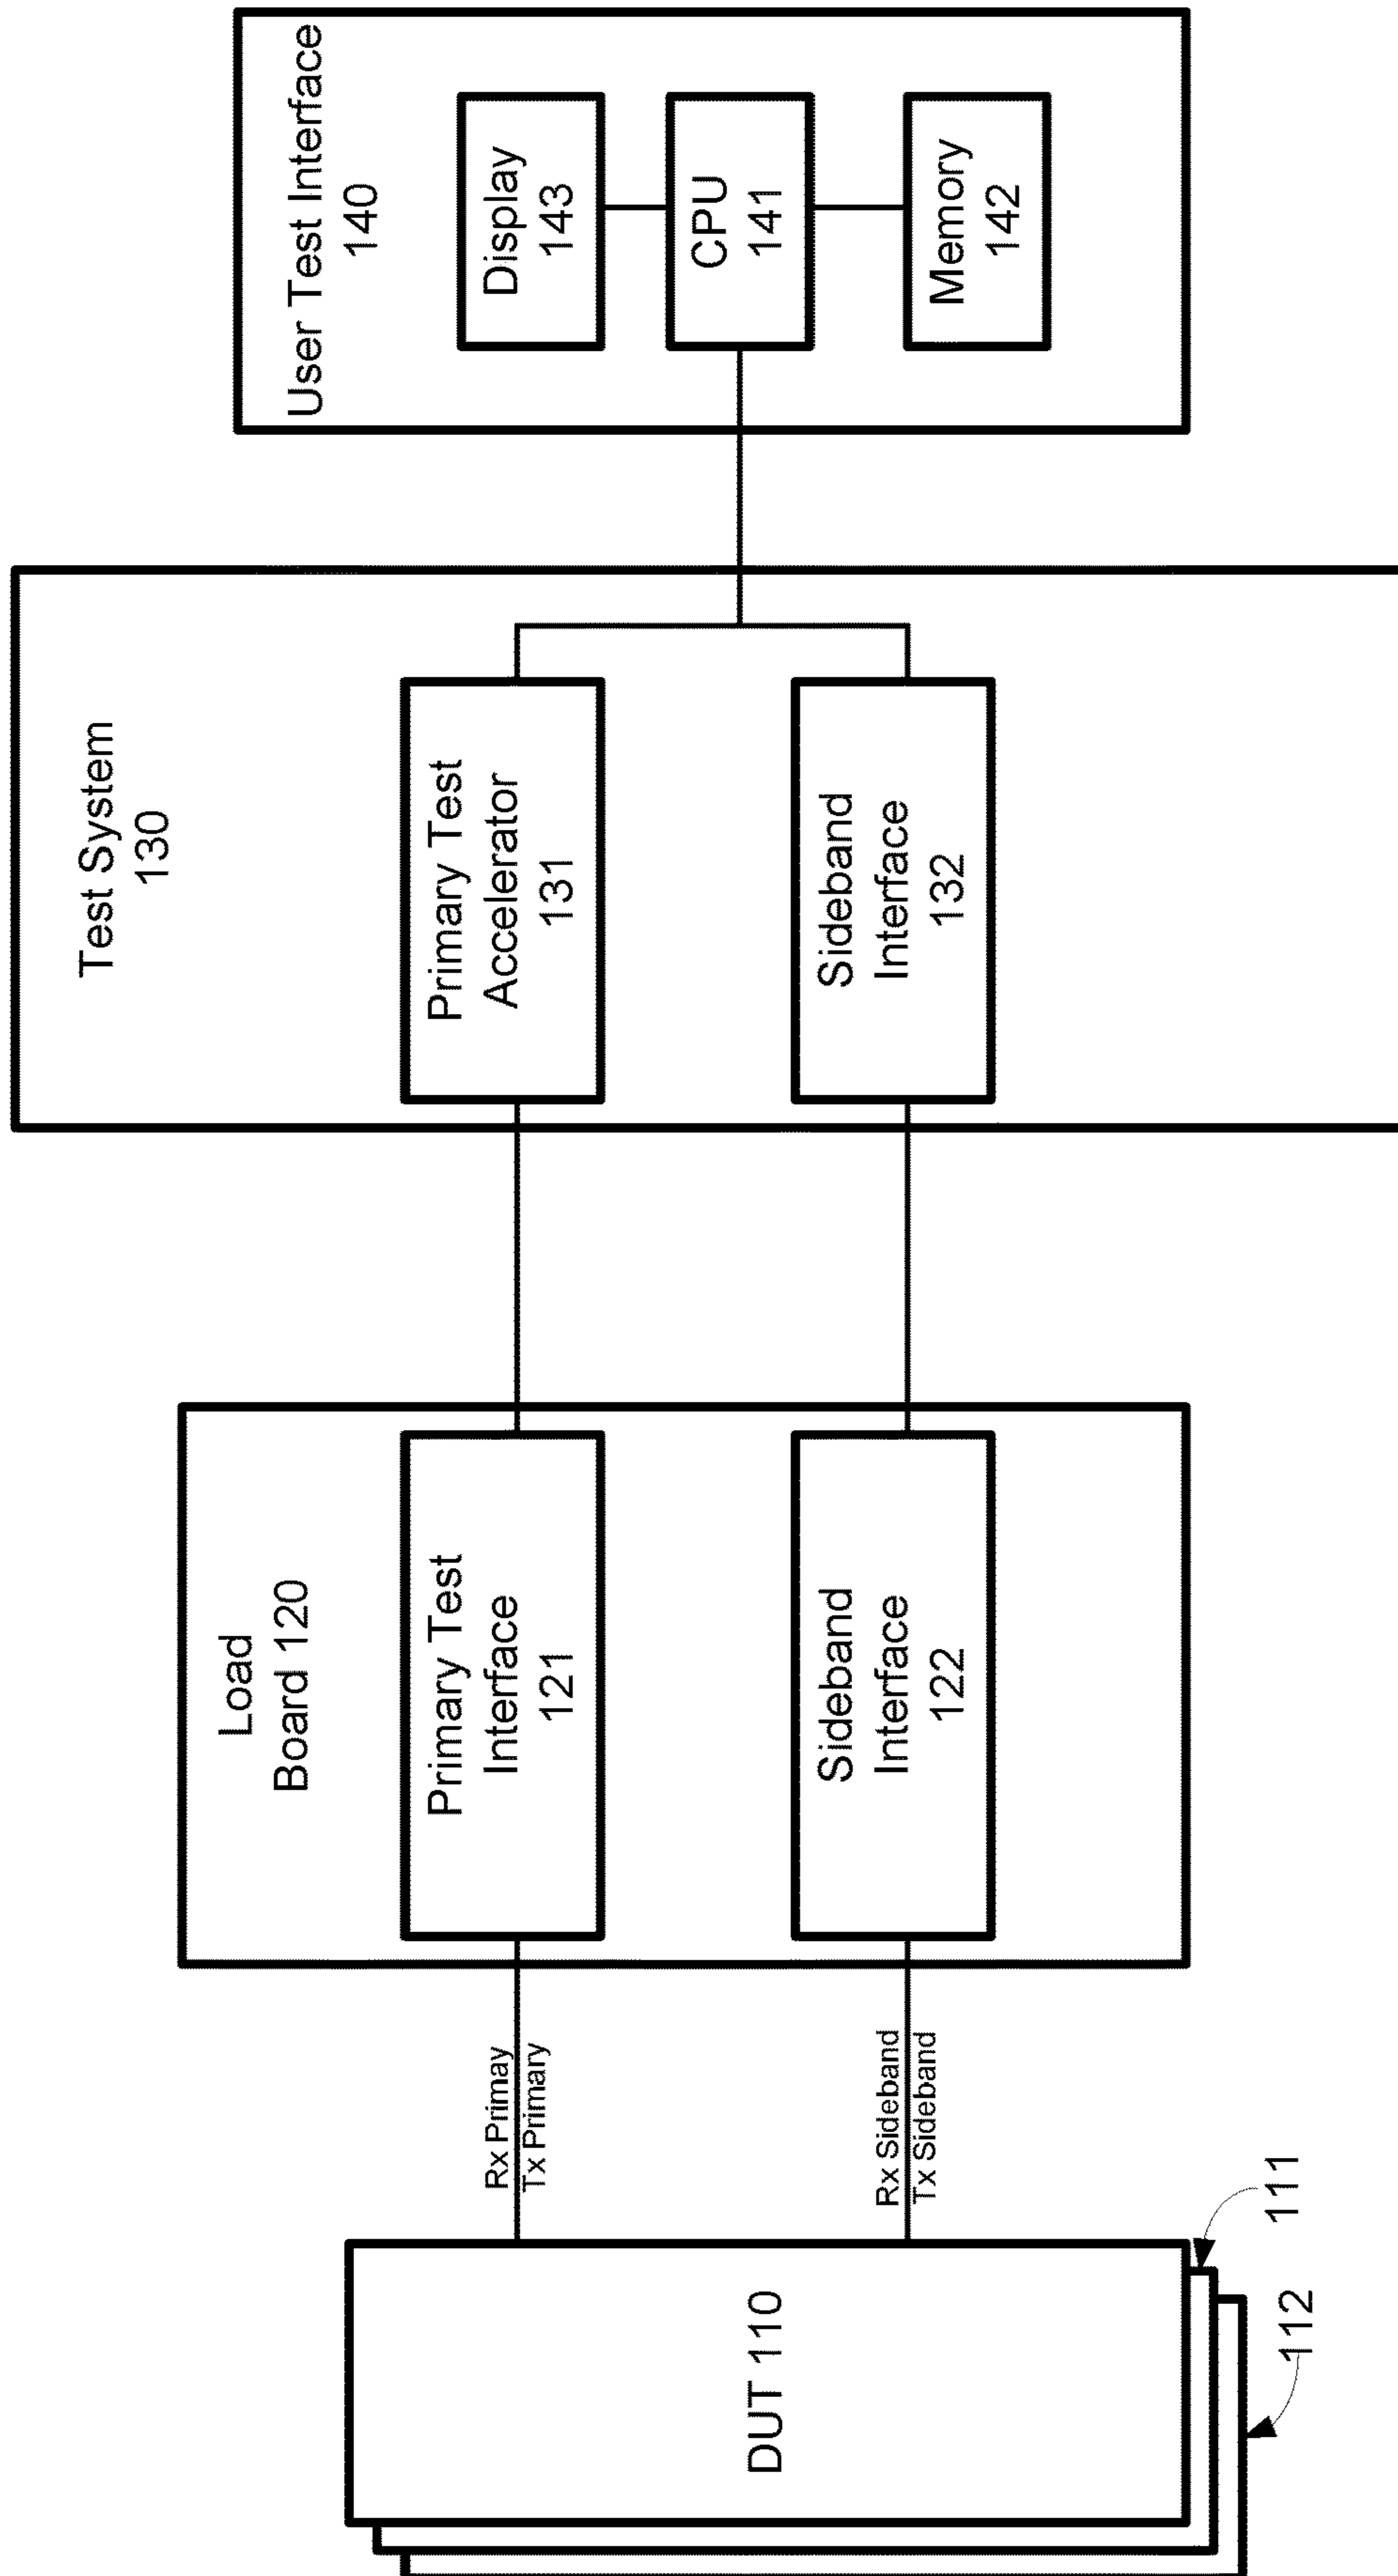 DUT 110
111
112
Rx Primay
Tx Primary
Rx Sideband
Tx Sideband
Load
Board 120
Primary Test
Interface
121
Sideband
Interface
122
Test System
130
Primary Test
Accelerator
131
Sideband
Interface
132
User Test Interface
140
Display
143
CPU
141
Memory
142